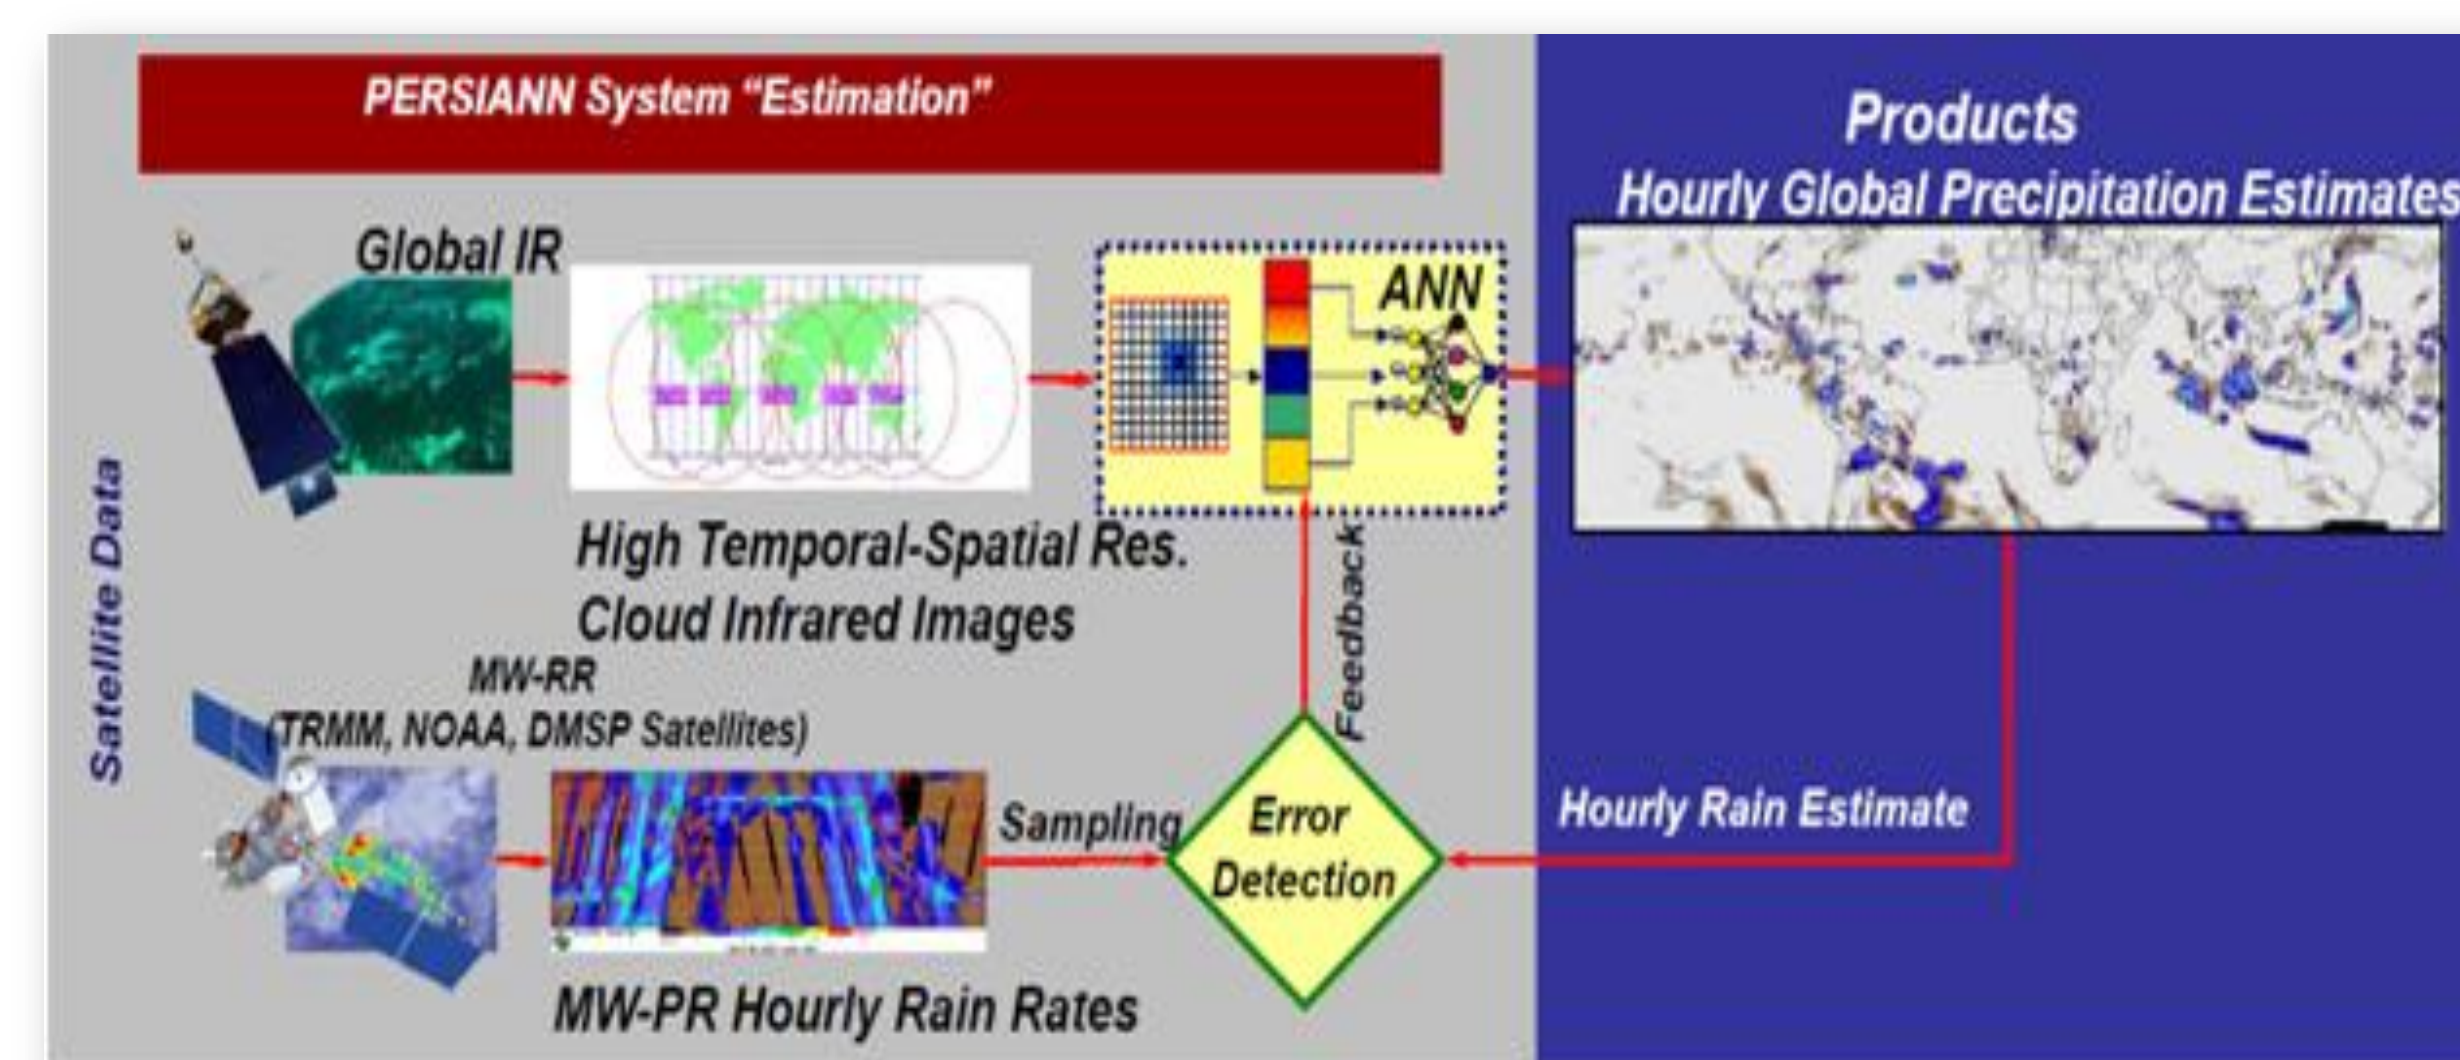 PERSIANN System “Estimation”
Products
Hourly Global Precipitation Estimates
Global IR
ANN
High Temporal-Spatial Res.
Cloud Infrared Images
Satellite Data
Feedback
MW-RR
(TRMM, NOAA, DMSP Satellites)
Sampling
Error
Detection
Hourly Rain Estimate
MW-PR Hourly Rain Rates